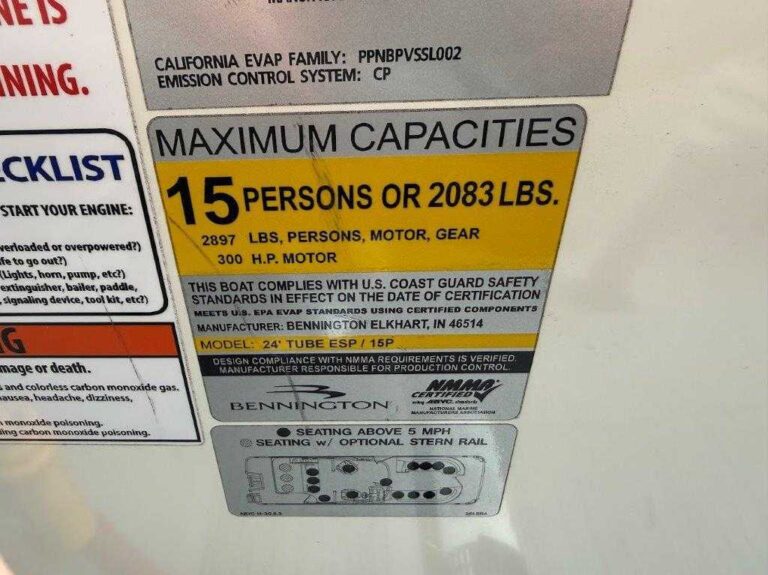 NE IS
NING.
CKLIST
START YOUR ENGINE:
verloaded or overpowered?)
fe to go out?)
(Lights, horn, pump, etc?)
extinguisher, bailer, paddle,
, signaling device, tool kit, etc?)
G
mage or death.
s and colorless carbon monoxide gas.
ausea, headache, dizziness,
n monoxide poisoning.
ing carbon monoxide poisoning.
CALIFORNIA EVAP FAMILY: PPNBPVSSL002
EMISSION CONTROL SYSTEM: CP
MAXIMUM CAPACITIES
15 PERSONS OR 2083 LBS.
2897 LBS, PERSONS, MOTOR, GEAR
300 H.P. MOTOR
THIS BOAT COMPLIES WITH U.S. COAST GUARD SAFETY
STANDARDS IN EFFECT ON THE DATE OF CERTIFICATION
MEETS U.S. EPA EVAP STANDARDS USING CERTIFIED COMPONENTS
MANUFACTURER: BENNINGTON ELKHART, IN 46514
MODEL: 24' TUBE ESP / 15P
DESIGN COMPLIANCE WITH NMMA REQUIREMENTS IS VERIFIED.
MANUFACTURER RESPONSIBLE FOR PRODUCTION CONTROL.
BENNINGTON
NMMA
CERTIFIED
using ABYC standards
NATIONAL MARINE
MANUFACTURERS ASSOCIATION
SEATING ABOVE 5 MPH
SEATING w/ OPTIONAL STERN RAIL